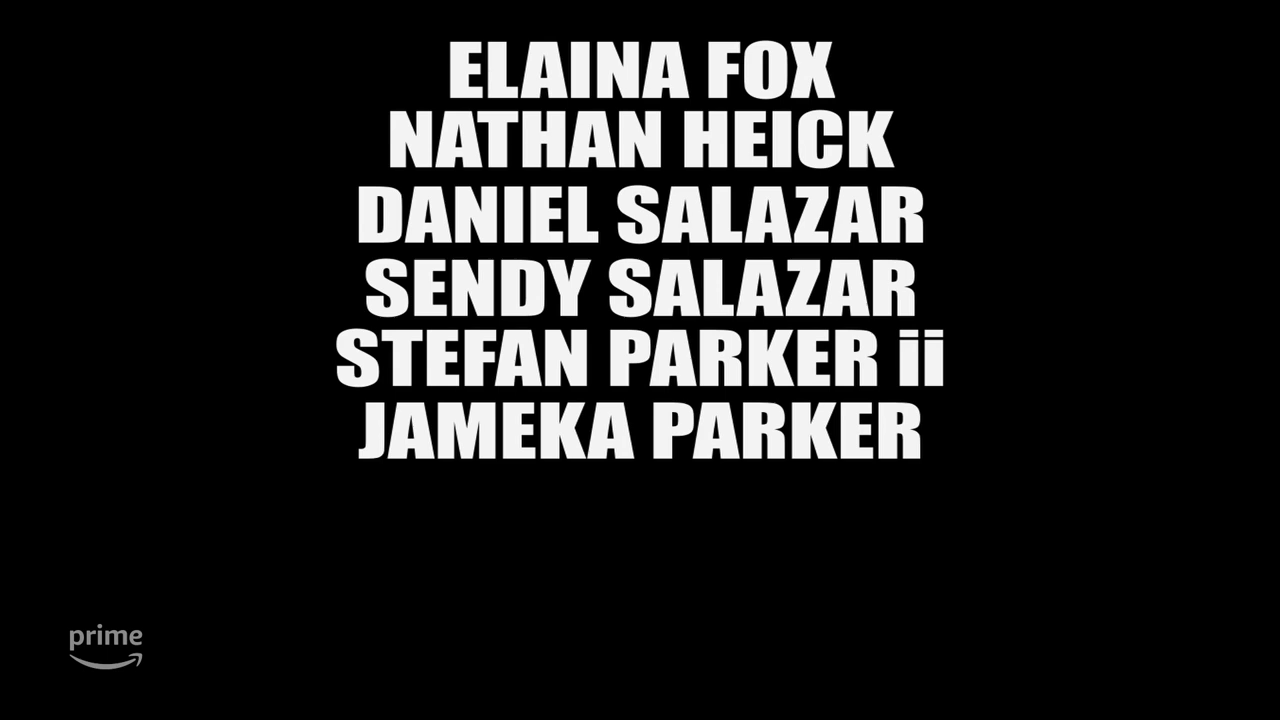 ELAINA FOX
NATHAN HEICK
DANIEL SALAZAR
SENDY SALAZAR
STEFAN PARKER ii
JAMEKA PARKER
prime